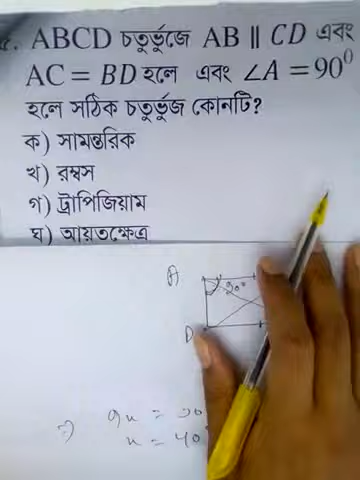 ৫. ABCD চতুর্ভুজে AB || CD এবং
AC = BD হলে এবং ∠A = 90⁰
হলে সঠিক চতুর্ভুজ কোনটি?
ক) সামন্তরিক
খ) রম্বস
গ) ট্রাপিজিয়াম
ঘ) আয়তক্ষেত্র
A
90°
D